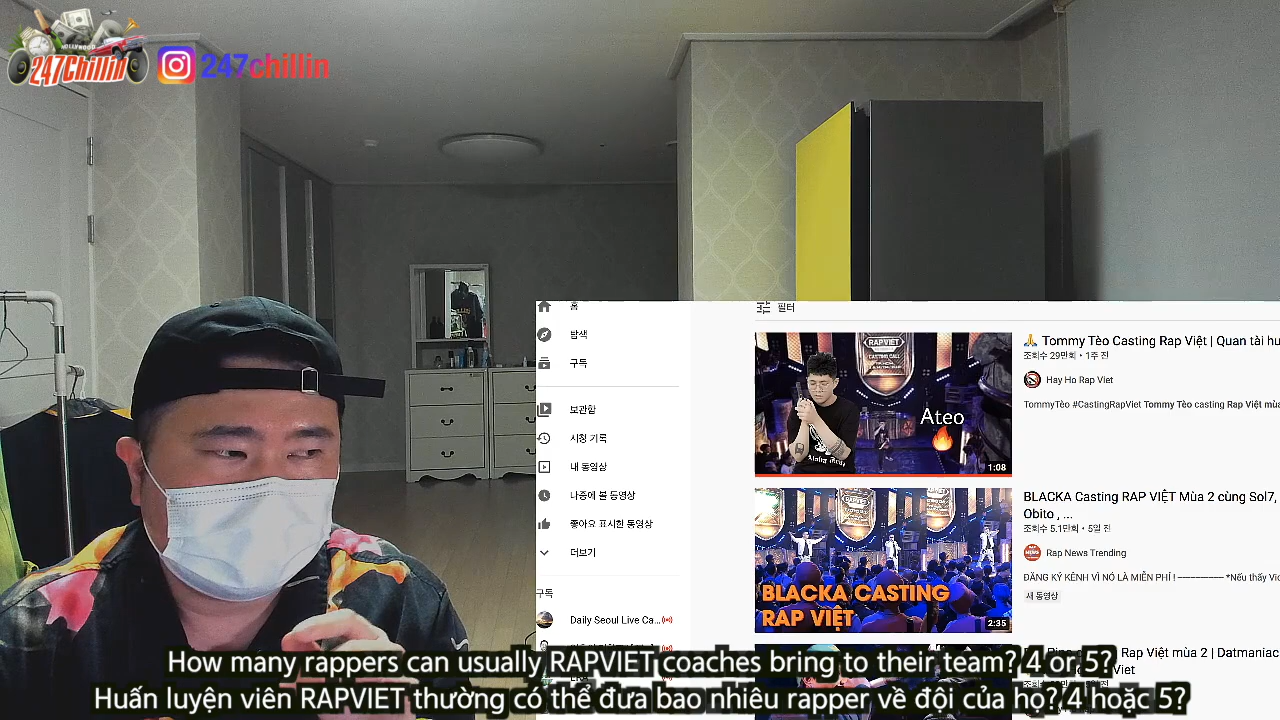 HOLLYWOOD
247Chillin
247chillin
홈
탐색
구독
보관함
시청 기록
내 동영상
나중에 볼 동영상
좋아요 표시한 동영상
더보기
구독
Daily Seoul Live Ca...
필터
RAPVIET
CASTING CALL
Ateo
1:08
🙏 Tommy Tèo Casting Rap Việt | Quan tài hu
조회수 29만회 • 1주 전
Hay Ho Rap Viet
TommyTèo #CastingRapViet Tommy Tèo casting Rap Việt mùa
BLACKA CASTING
RAP VIỆT
2:35
BLACKA Casting RAP VIỆT Mùa 2 cùng Sol7,
Obito , ...
조회수 5.1만회 • 5일 전
RAP
NEWS
Rap News Trending
ĐĂNG KÝ KÊNH VÌ NÓ LÀ MIỄN PHÍ ! ---------------- *Nếu thấy
새 동영상
Rap Việt mùa 2 | Datmaniac
Viet
How many rappers can usually RAPVIET coaches bring to their team? 4 or 5?
Huấn luyện viên RAPVIET thường có thể đưa bao nhiêu rapper về đội của họ? 4 hoặc 5?